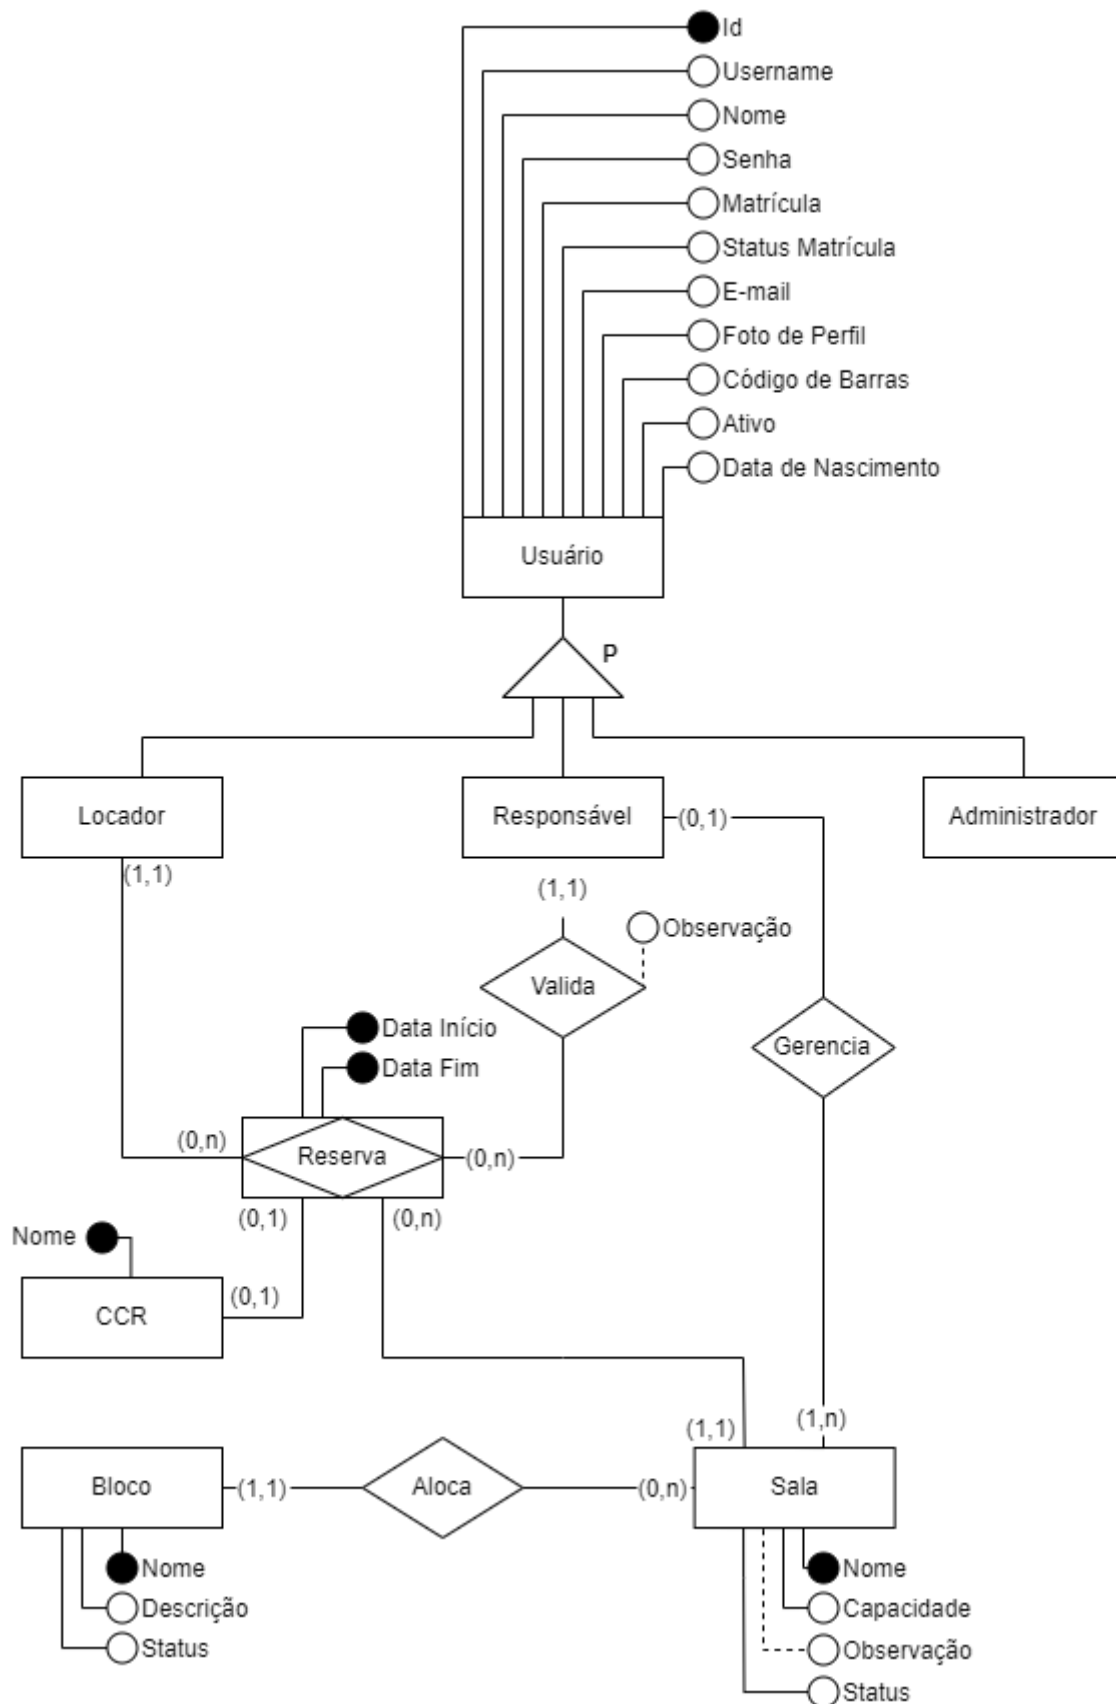 Id
Username
Nome
Senha
Matrícula
Status Matrícula
E-mail
Foto de Perfil
Código de Barras
Ativo
Data de Nascimento
Usuário
P
Locador
Responsável
(0,1)
Administrador
(1,1)
(1,1)
Observação
Valida
Data Início
Gerencia
Data Fim
(0,n)
Reserva
(0,n)
(0,1)
(0,n)
Nome
(0,1)
CCR
(1,n)
(1,1)
Bloco
(1,1)
Aloca
(0,n)
Sala
Nome
Nome
Descrição
Capacidade
Status
Observação
Status